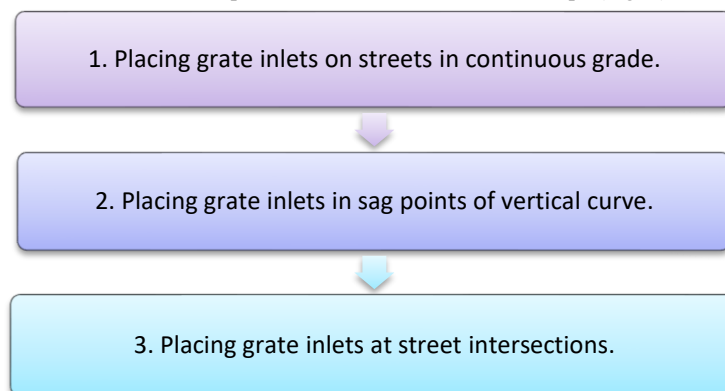 1. Placing grate inlets on streets in continuous grade.
2. Placing grate inlets in sag points of vertical curve.
3. Placing grate inlets at street intersections.